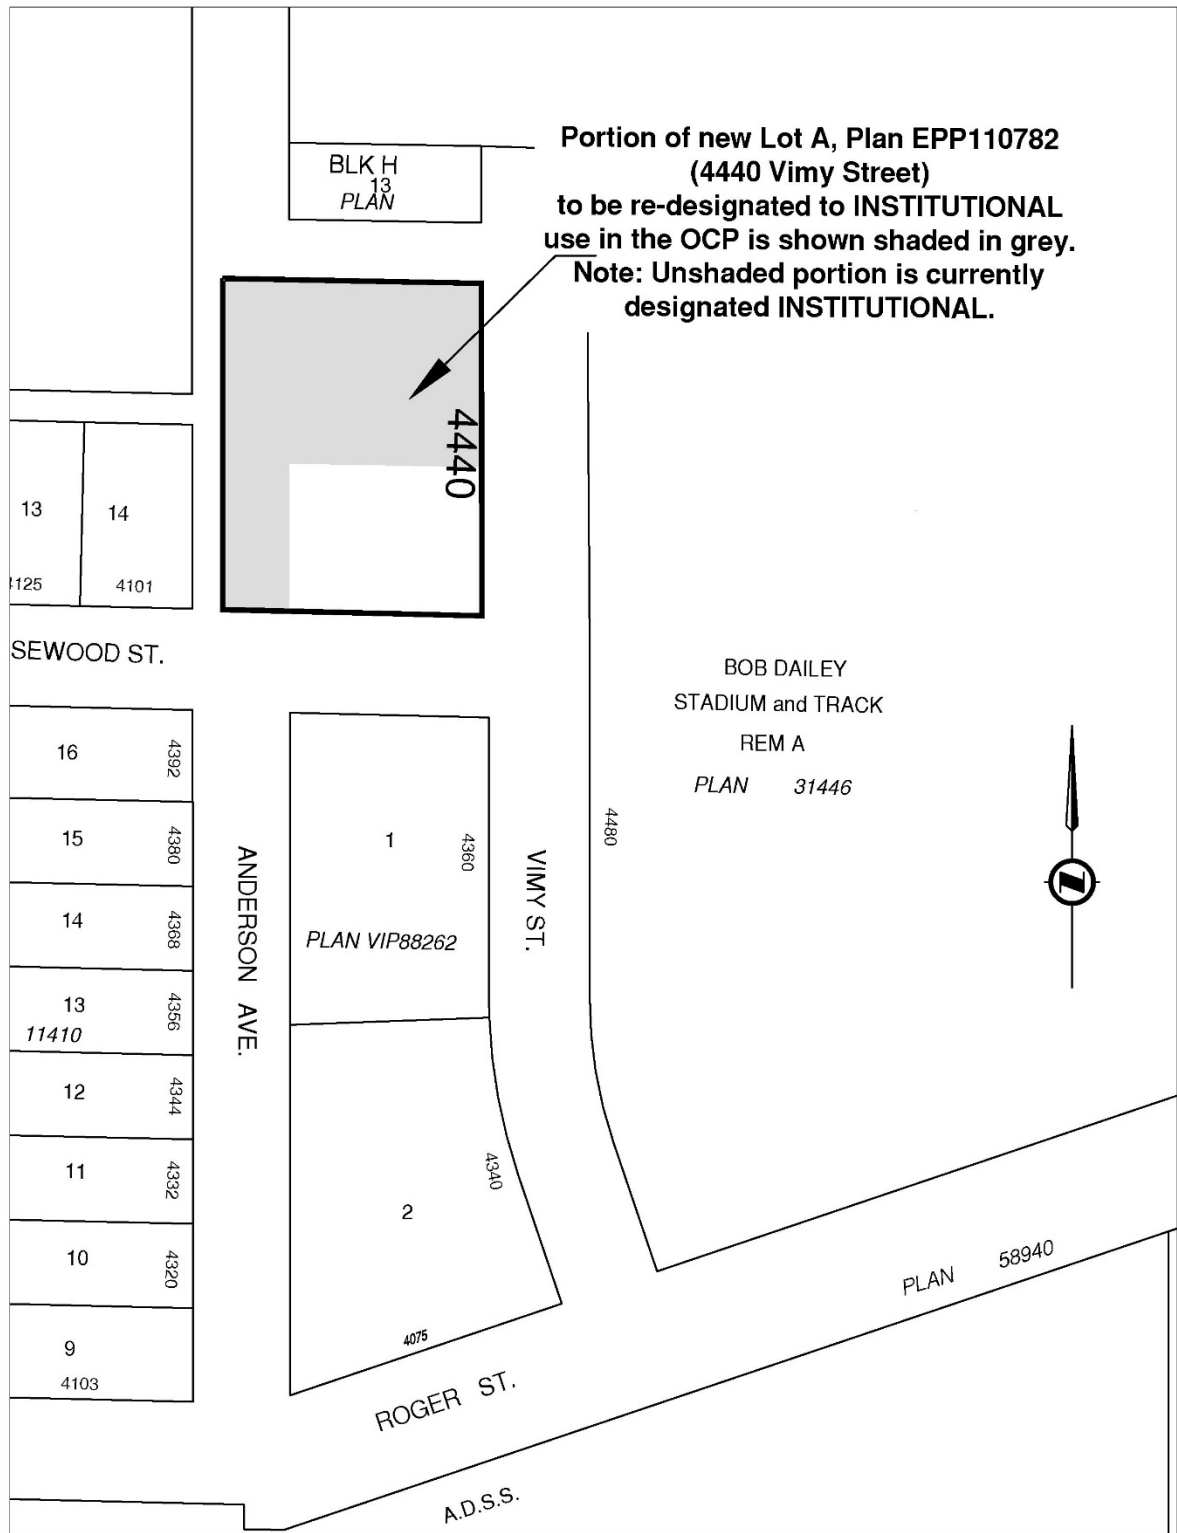 Portion of new Lot A, Plan EPP110782
(4440 Vimy Street)
to be re-designated to INSTITUTIONAL
use in the OCP is shown shaded in grey.
Note: Unshaded portion is currently
designated INSTITUTIONAL.
BLK H
13
PLAN
4440
13
14
4101
SEWOOD ST.
BOB DAILEY
STADIUM and TRACK
REM A
PLAN 31446
16
4392
15
4380
14
4368
13
4356
11410
12
4344
11
4332
10
4320
9
4103
ANDERSON AVE.
1
4360
PLAN VIP88262
VIMY ST.
4480
2
4340
4075
ROGER ST.
PLAN 58940
A.D.S.S.
Z